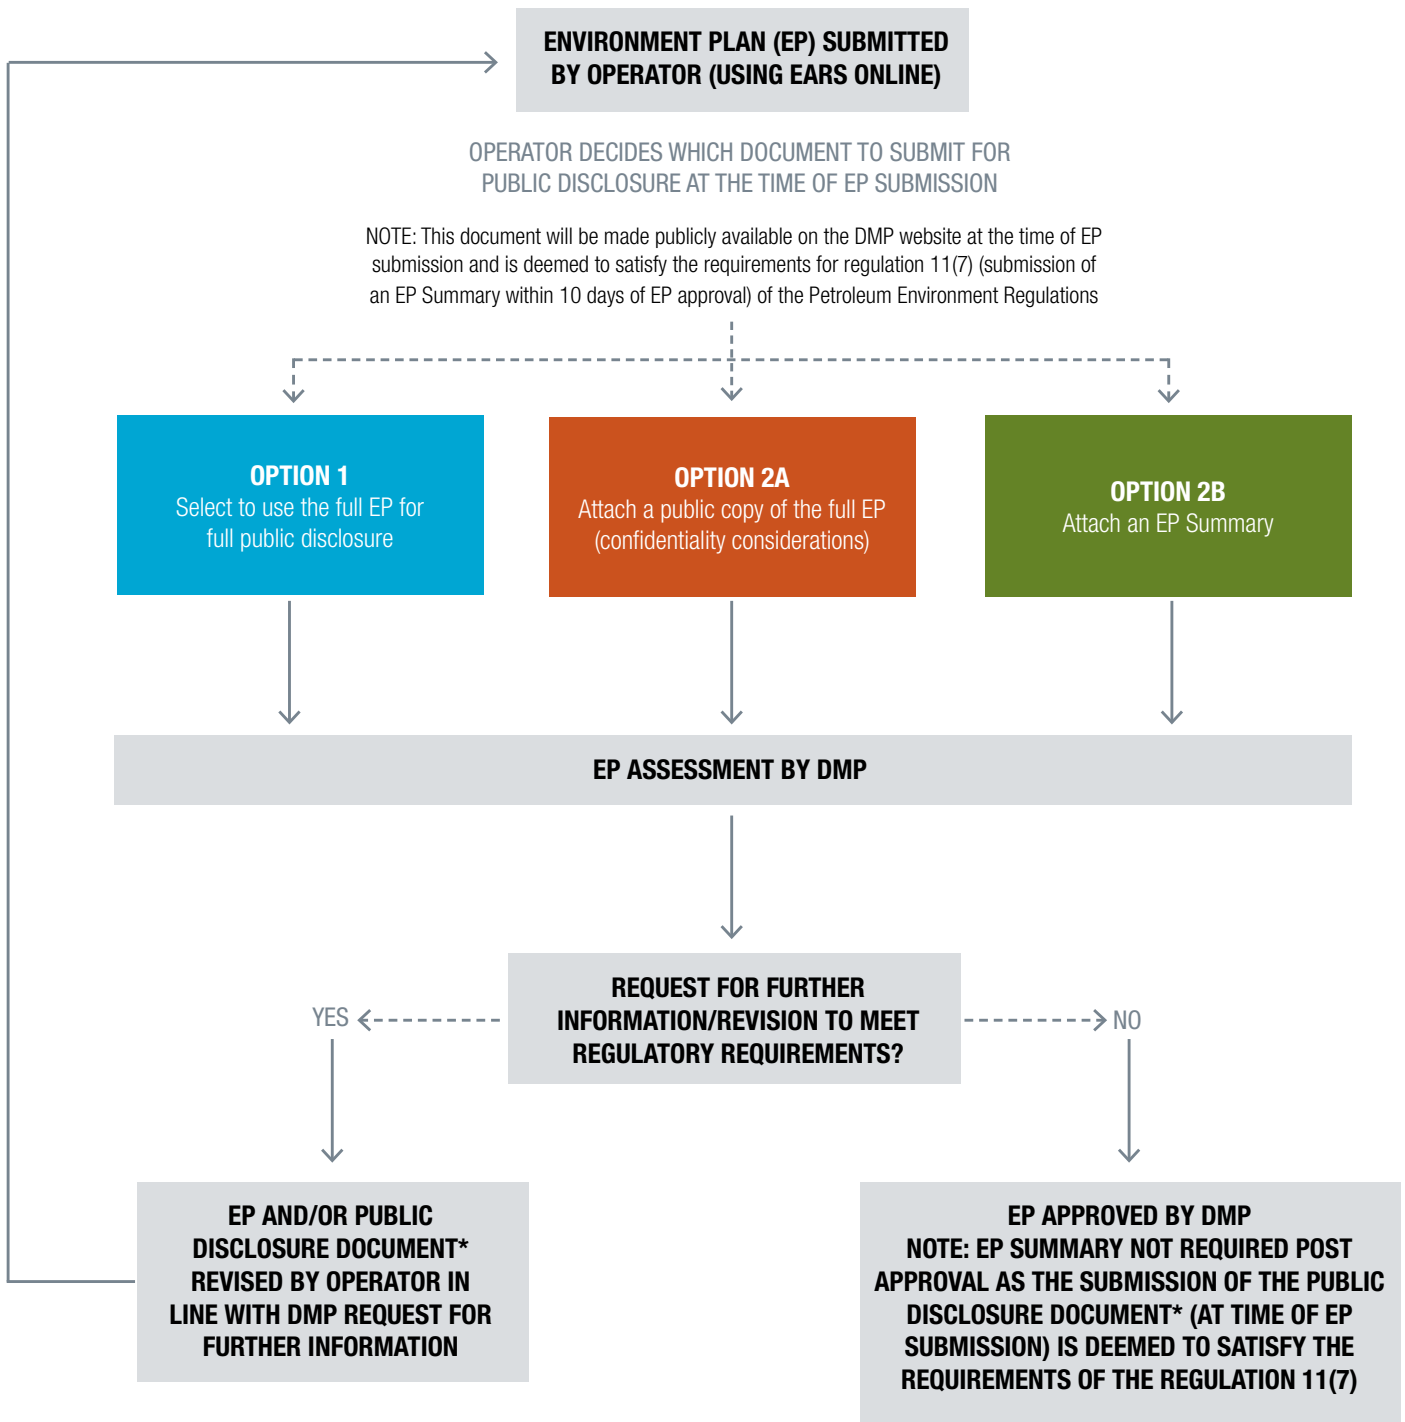 ENVIRONMENT PLAN (EP) SUBMITTED
BY OPERATOR (USING EARS ONLINE)
OPERATOR DECIDES WHICH DOCUMENT TO SUBMIT FOR
PUBLIC DISCLOSURE AT THE TIME OF EP SUBMISSION
NOTE: This document will be made publicly available on the DMP website at the time of EP
submission and is deemed to satisfy the requirements for regulation 11(7) (submission of
an EP Summary within 10 days of EP approval) of the Petroleum Environment Regulations
OPTION 1
Select to use the full EP for
full public disclosure
OPTION 2A
Attach a public copy of the full EP
(confidentiality considerations)
OPTION 2B
Attach an EP Summary
EP ASSESSMENT BY DMP
REQUEST FOR FURTHER
INFORMATION/REVISION TO MEET
REGULATORY REQUIREMENTS?
YES
NO
EP AND/OR PUBLIC
DISCLOSURE DOCUMENT*
REVISED BY OPERATOR IN
LINE WITH DMP REQUEST FOR
FURTHER INFORMATION
EP APPROVED BY DMP
NOTE: EP SUMMARY NOT REQUIRED POST
APPROVAL AS THE SUBMISSION OF THE PUBLIC
DISCLOSURE DOCUMENT* (AT TIME OF EP
SUBMISSION) IS DEEMED TO SATISFY THE
REQUIREMENTS OF THE REGULATION 11(7)